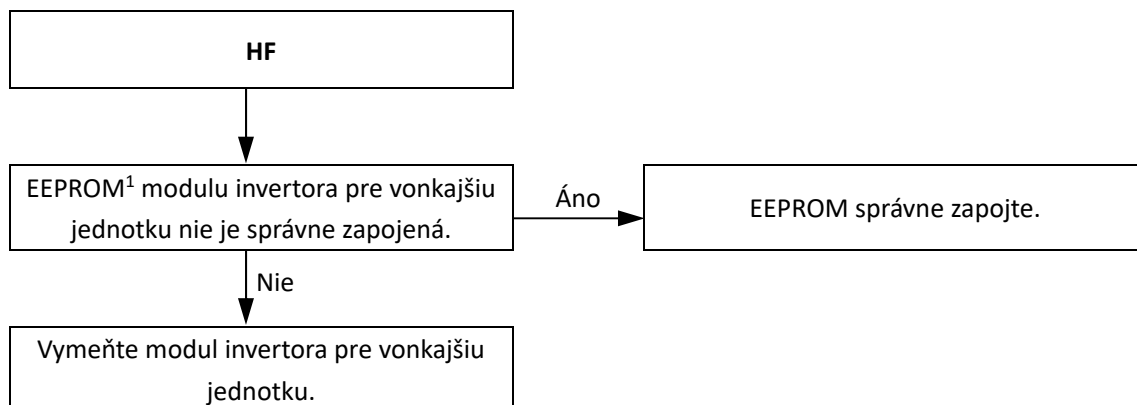 HF
EEPROM¹ modulu invertora pre vonkajšiu
jednotku nie je správne zapojená.
Áno
EEPROM správne zapojte.
Nie
Vymeňte modul invertora pre vonkajšiu
jednotku.